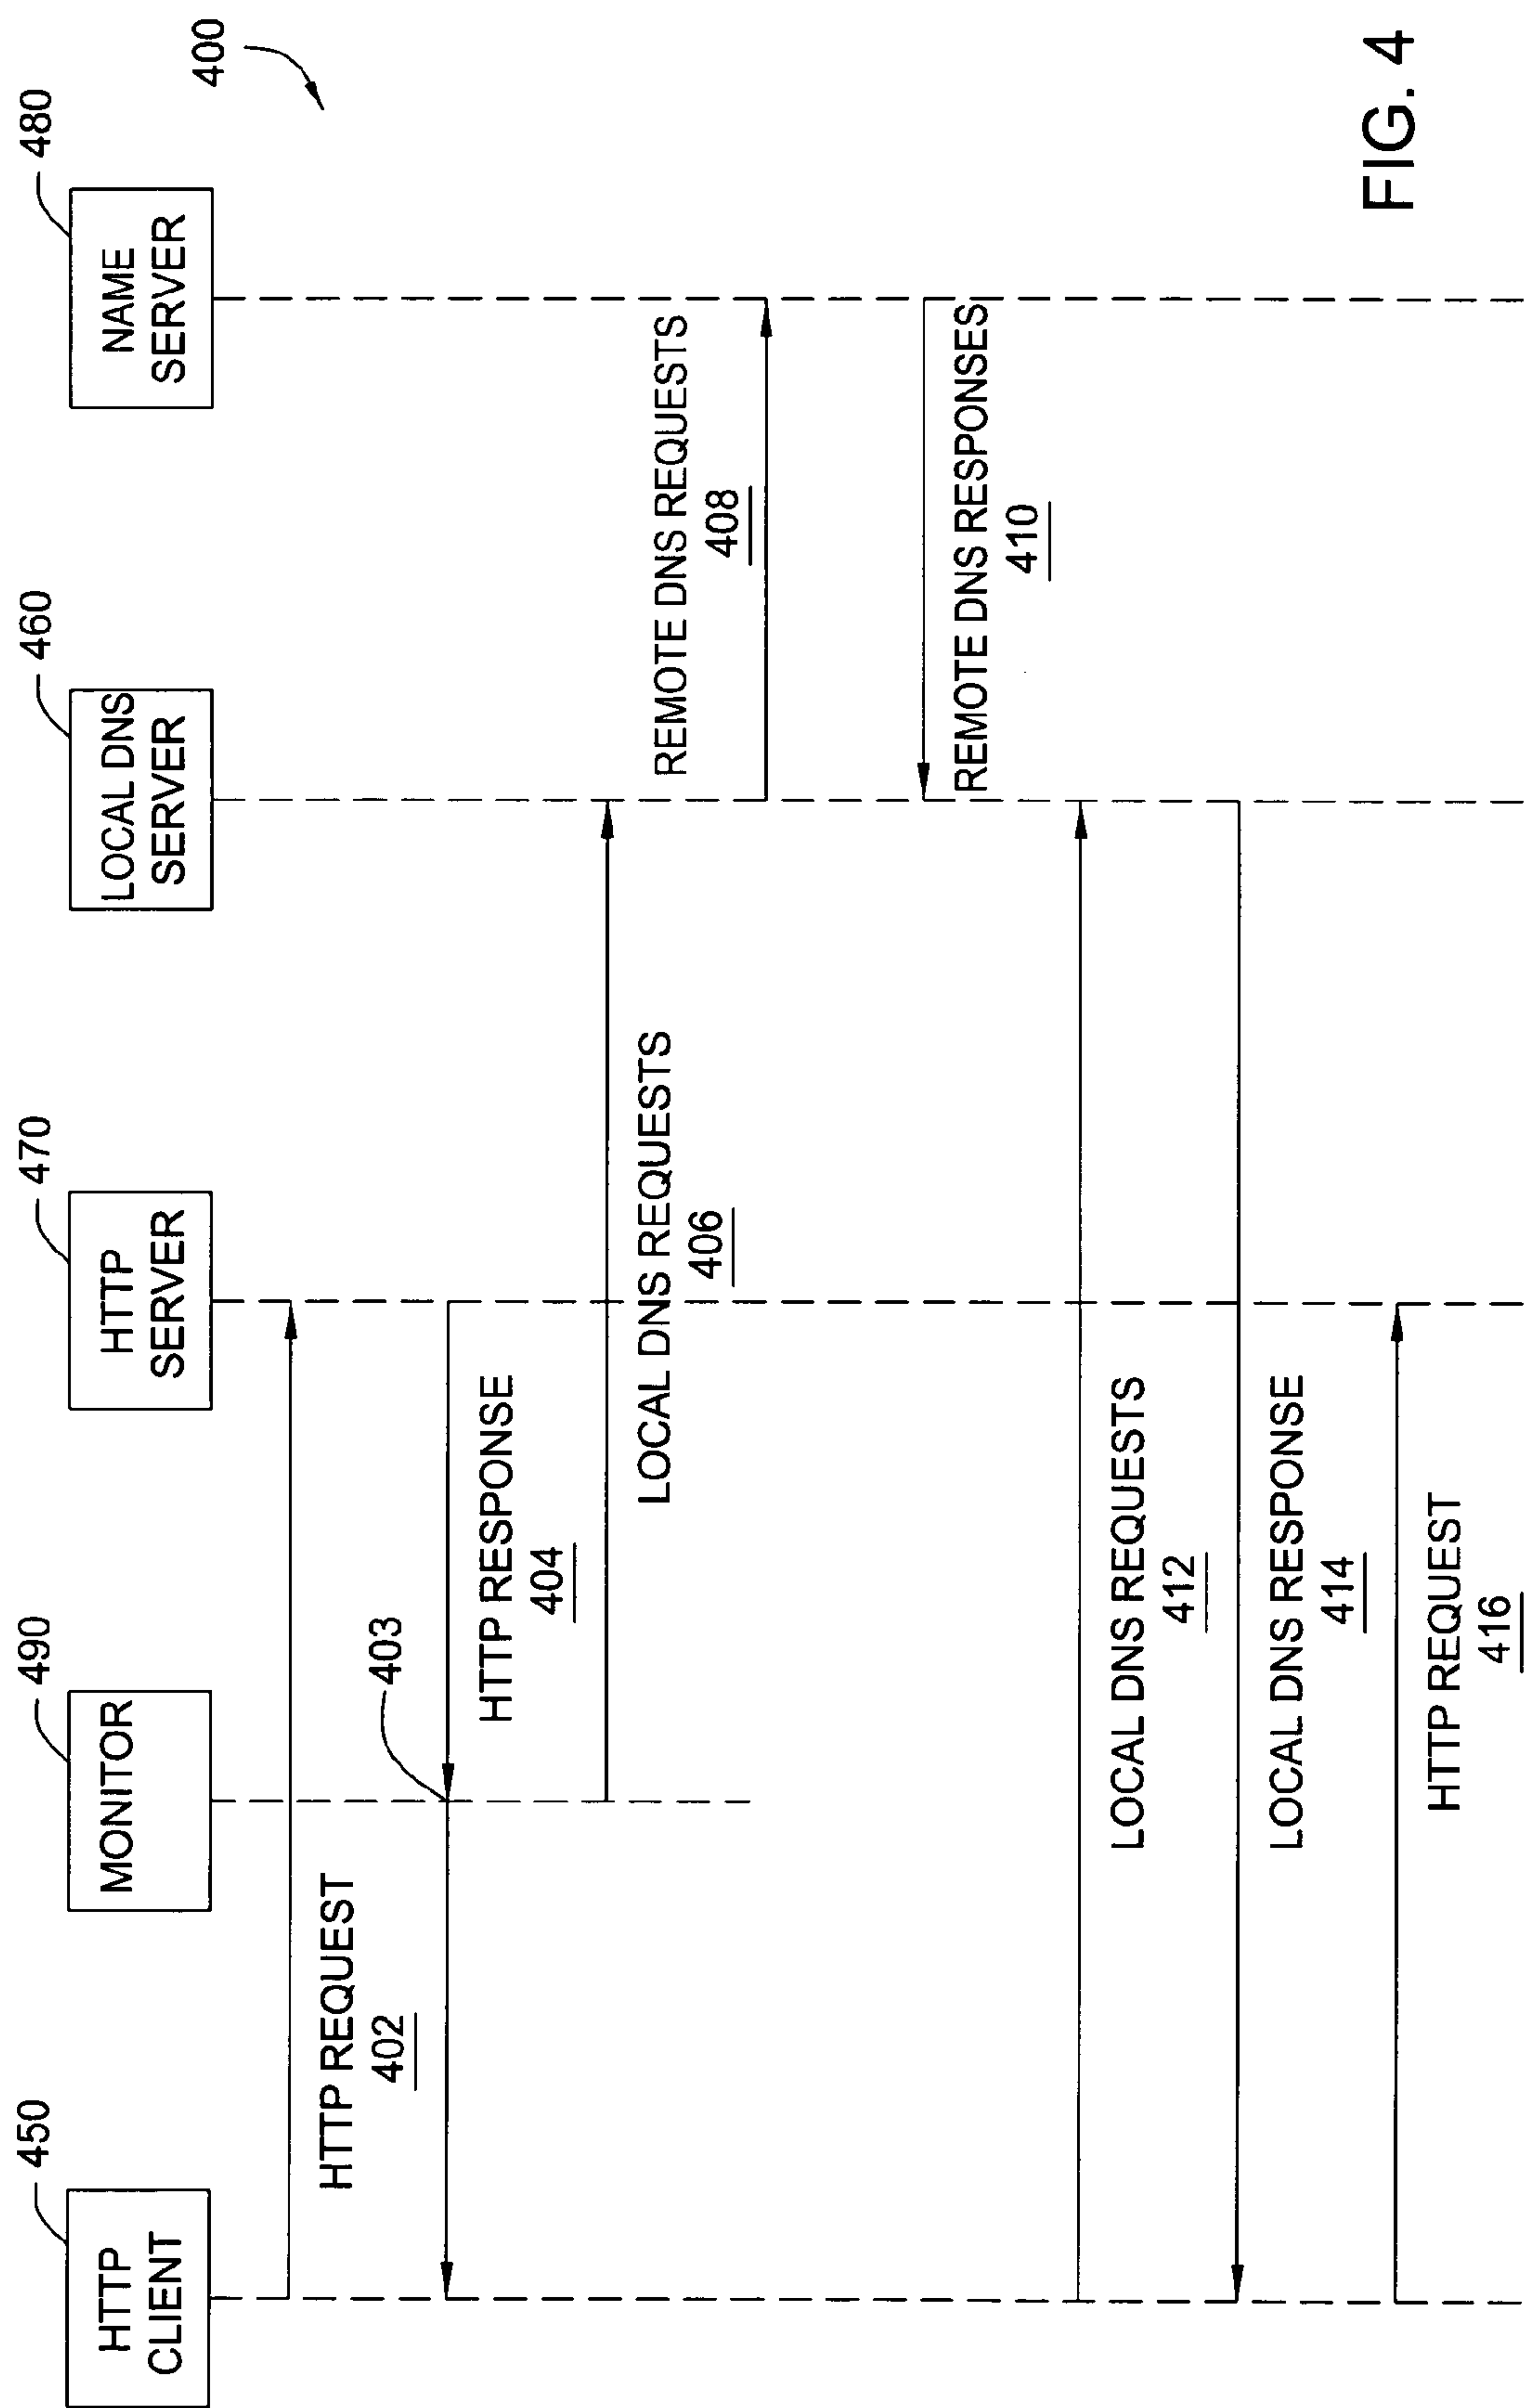 400
450
HTTP
CLIENT
490
MONITOR
470
HTTP
SERVER
460
LOCAL DNS
SERVER
480
NAME
SERVER
HTTP REQUEST
402
403
HTTP RESPONSE
404
LOCAL DNS REQUESTS
406
REMOTE DNS REQUESTS
408
REMOTE DNS RESPONSES
410
LOCAL DNS REQUESTS
412
LOCAL DNS RESPONSE
414
HTTP REQUEST
416
FIG. 4